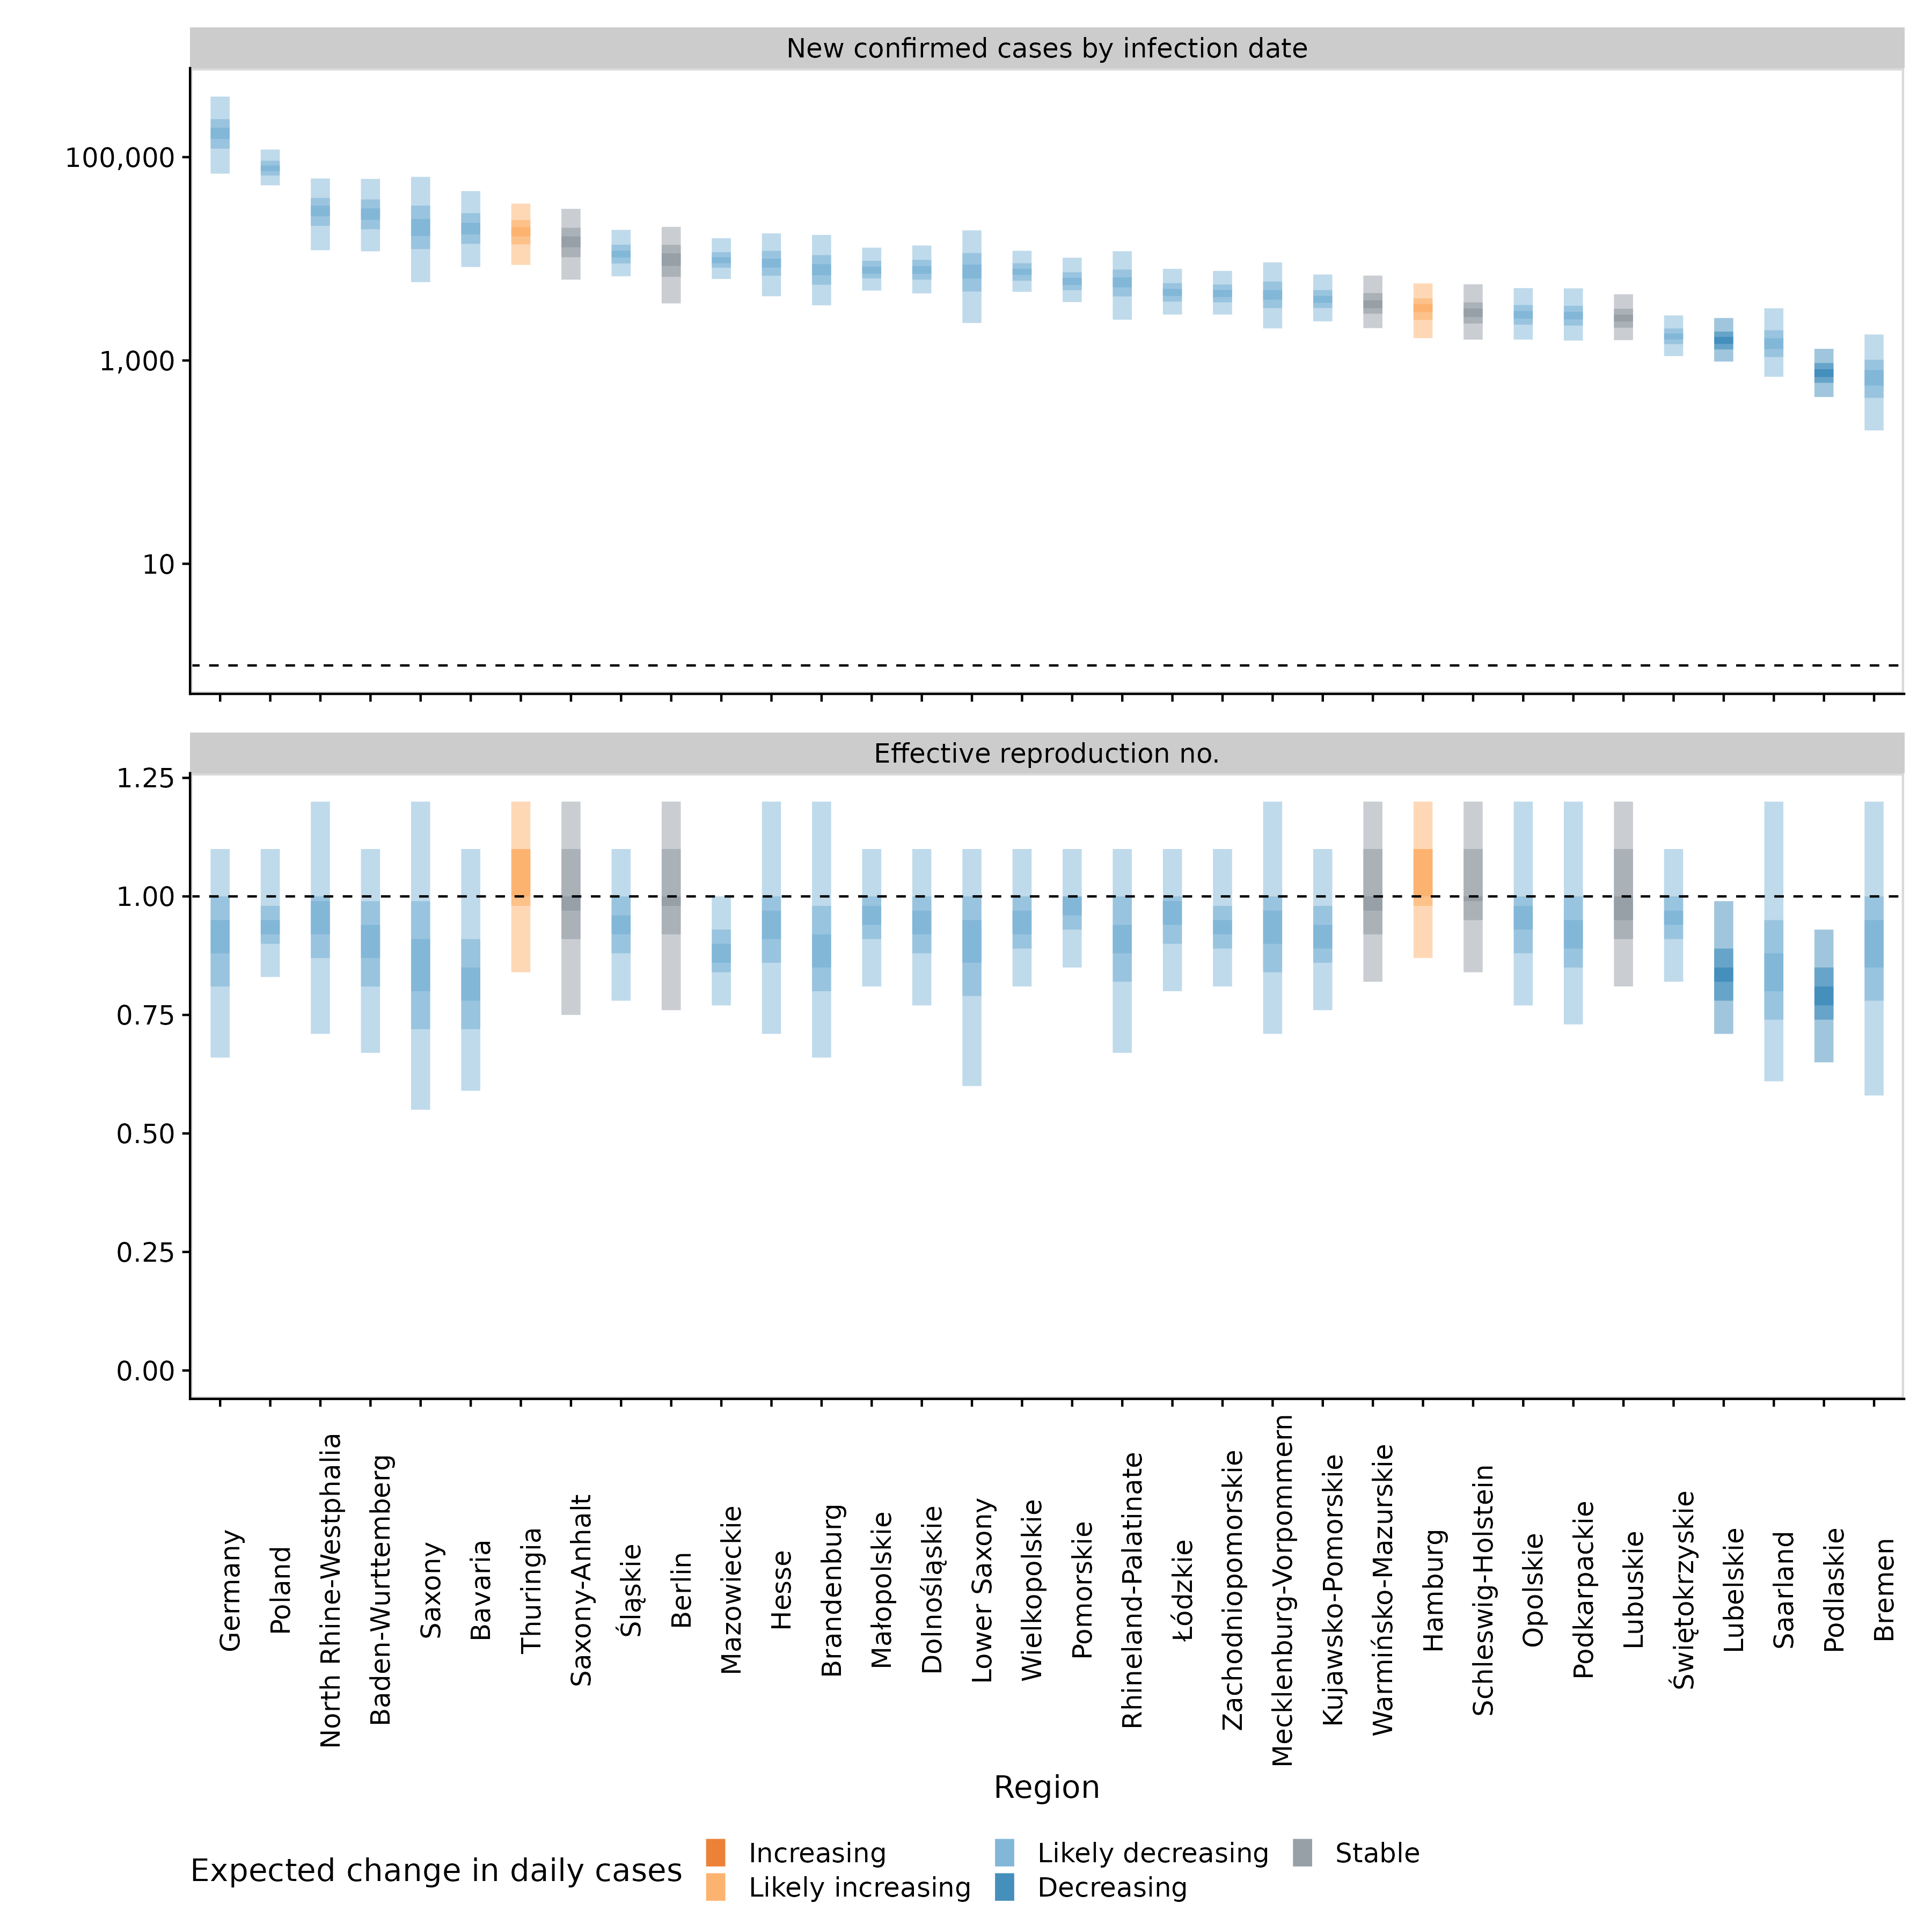 New confirmed cases by infection date
100,000
1,000
10
Effective reproduction no.
1.25
1.00
0.75
0.50
0.25
0.00
Germany
Poland
North Rhine-Westphalia
Baden-Wurttemberg
Saxony
Bavaria
Thuringia
Saxony-Anhalt
Śląskie
Berlin
Mazowieckie
Hesse
Brandenburg
Małopolskie
Dolnośląskie
Lower Saxony
Wielkopolskie
Pomorskie
Rhineland-Palatinate
Łódzkie
Zachodniopomorskie
Mecklenburg-Vorpommern
Kujawsko-Pomorskie
Warmińsko-Mazurskie
Hamburg
Schleswig-Holstein
Opolskie
Podkarpackie
Lubuskie
Świętokrzyskie
Lubelskie
Saarland
Podlaskie
Bremen
Region
Expected change in daily cases
Increasing
Likely increasing
Likely decreasing
Decreasing
Stable